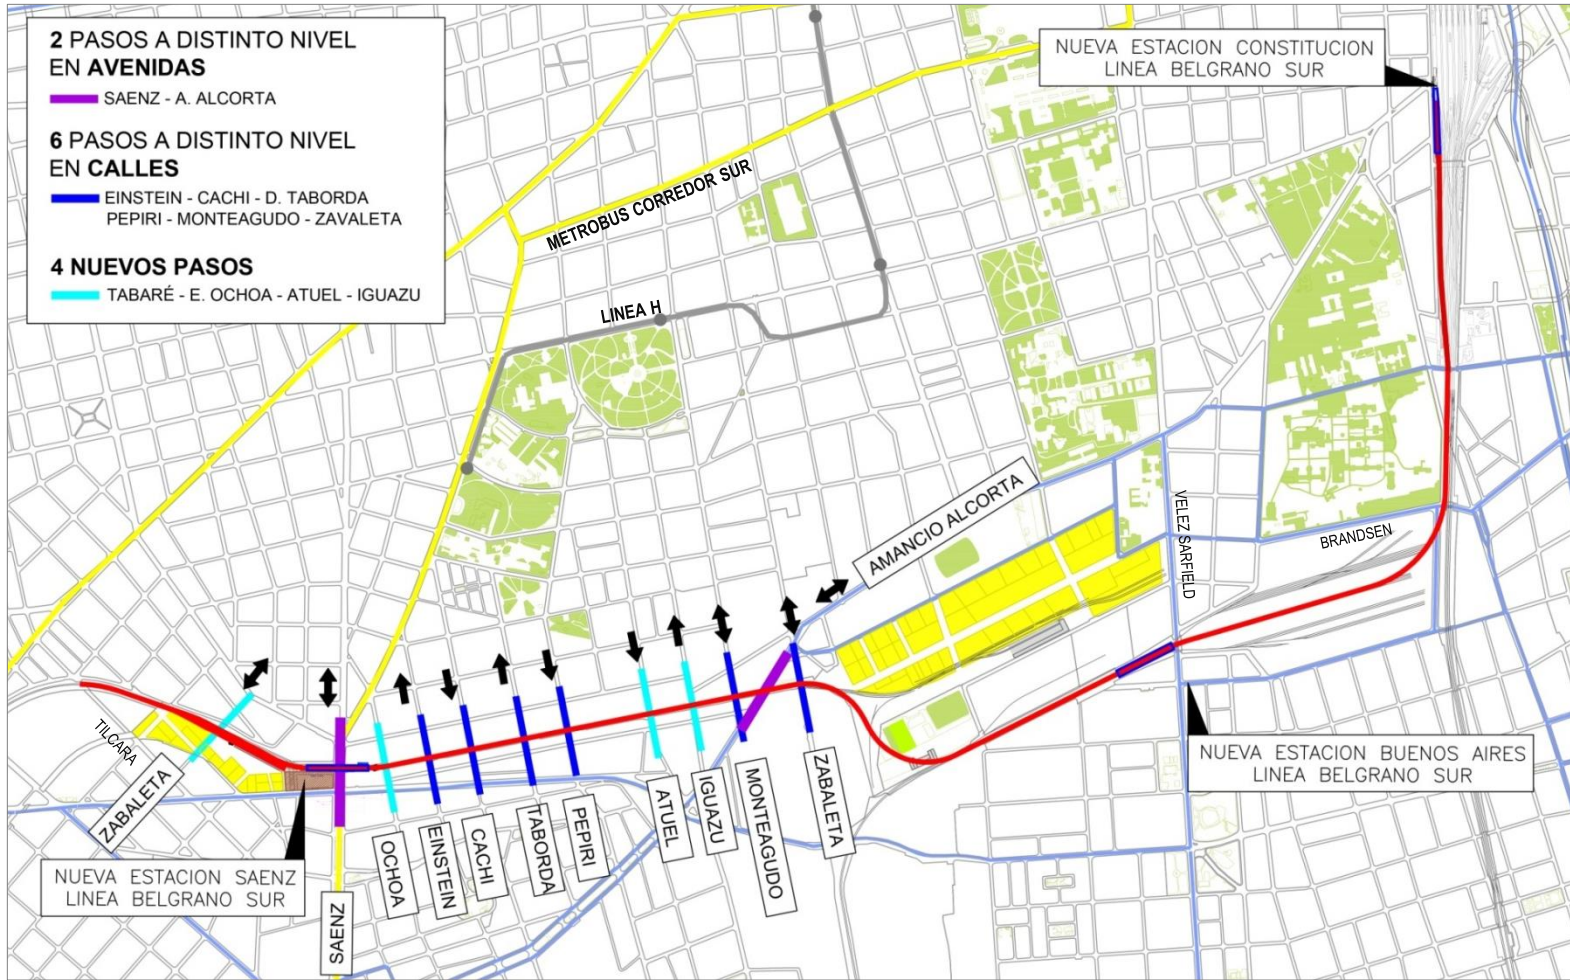 2 PASOS A DISTINTO NIVEL
EN AVENIDAS
SAENZ - A. ALCORTA
6 PASOS A DISTINTO NIVEL
EN CALLES
EINSTEIN - CACHI - D. TABORDA
PEPIRI - MONTEAGUDO - ZAVALETA
4 NUEVOS PASOS
TABARÉ - E. OCHOA - ATUEL - IGUAZU
NUEVA ESTACION CONSTITUCION
LINEA BELGRANO SUR
METROBUS CORREDOR SUR
LINEA H
AMANCIO ALCORTA
VELEZ SARFIELD
BRANDSEN
TILCARA
ZABALETA
NUEVA ESTACION SAENZ
LINEA BELGRANO SUR
SAENZ
OCHOA
EINSTEIN
CACHI
TABORDA
PEPIRI
ATUEL
IGUAZU
MONTEAGUDO
ZABALETA
NUEVA ESTACION BUENOS AIRES
LINEA BELGRANO SUR